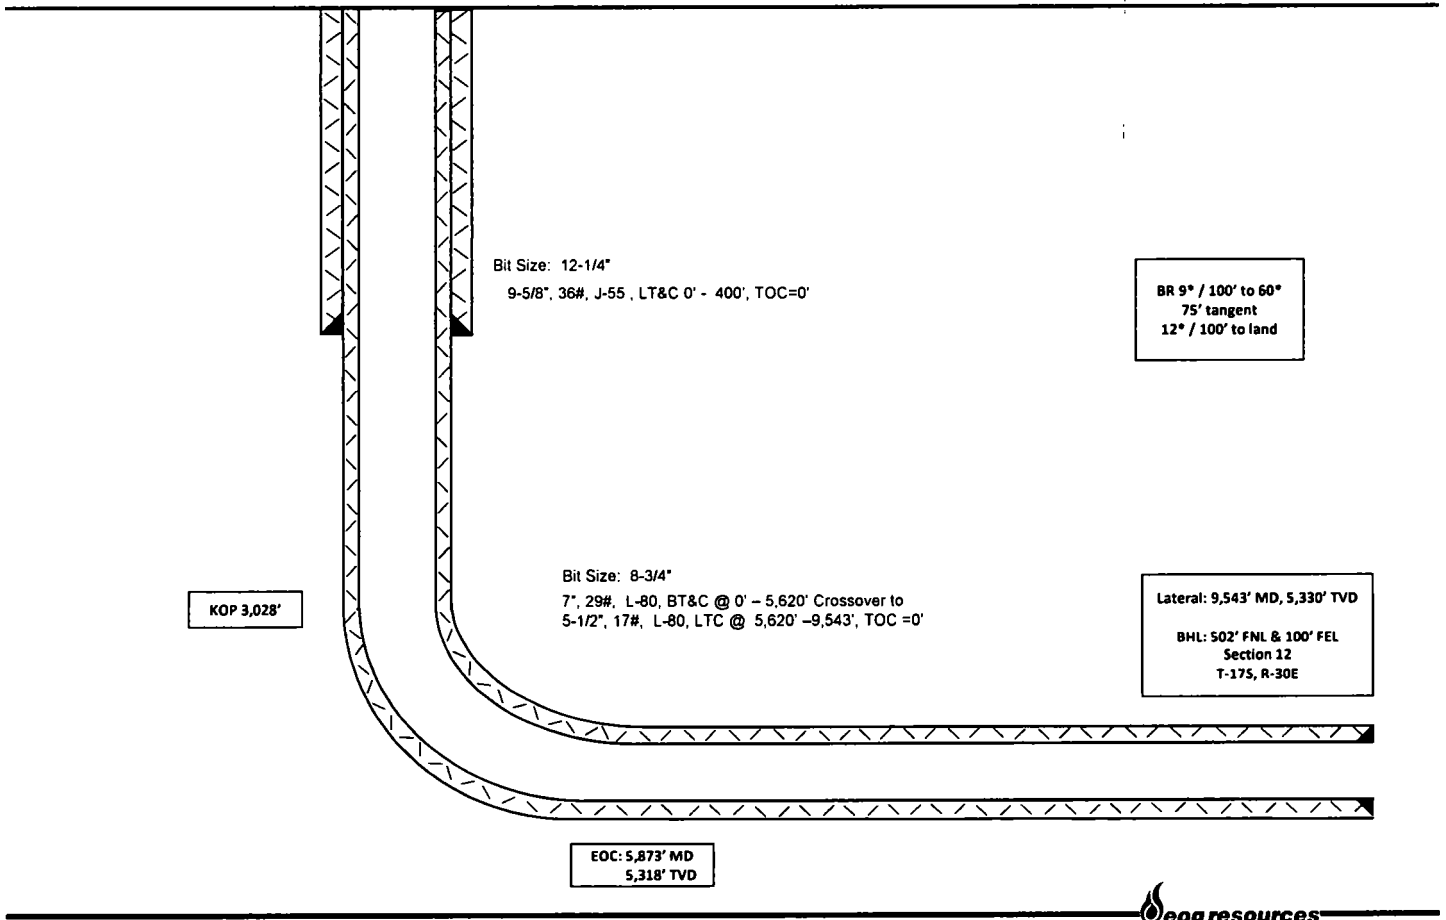 Bit Size: 12-1/4"
9-5/8", 36#, J-55 , LT&C 0' - 400', TOC=0'
BR 9° / 100' to 60°
75' tangent
12° / 100' to land
Bit Size: 8-3/4"
7", 29#, L-80, BT&C @ 0' – 5,620' Crossover to
5-1/2", 17#, L-80, LTC @ 5,620' –9,543', TOC =0'
KOP 3,028'
Lateral: 9,543' MD, 5,330' TVD
BHL: 502' FNL & 100' FEL
Section 12
T-17S, R-30E
EOC: 5,873' MD
5,318' TVD
eog resources